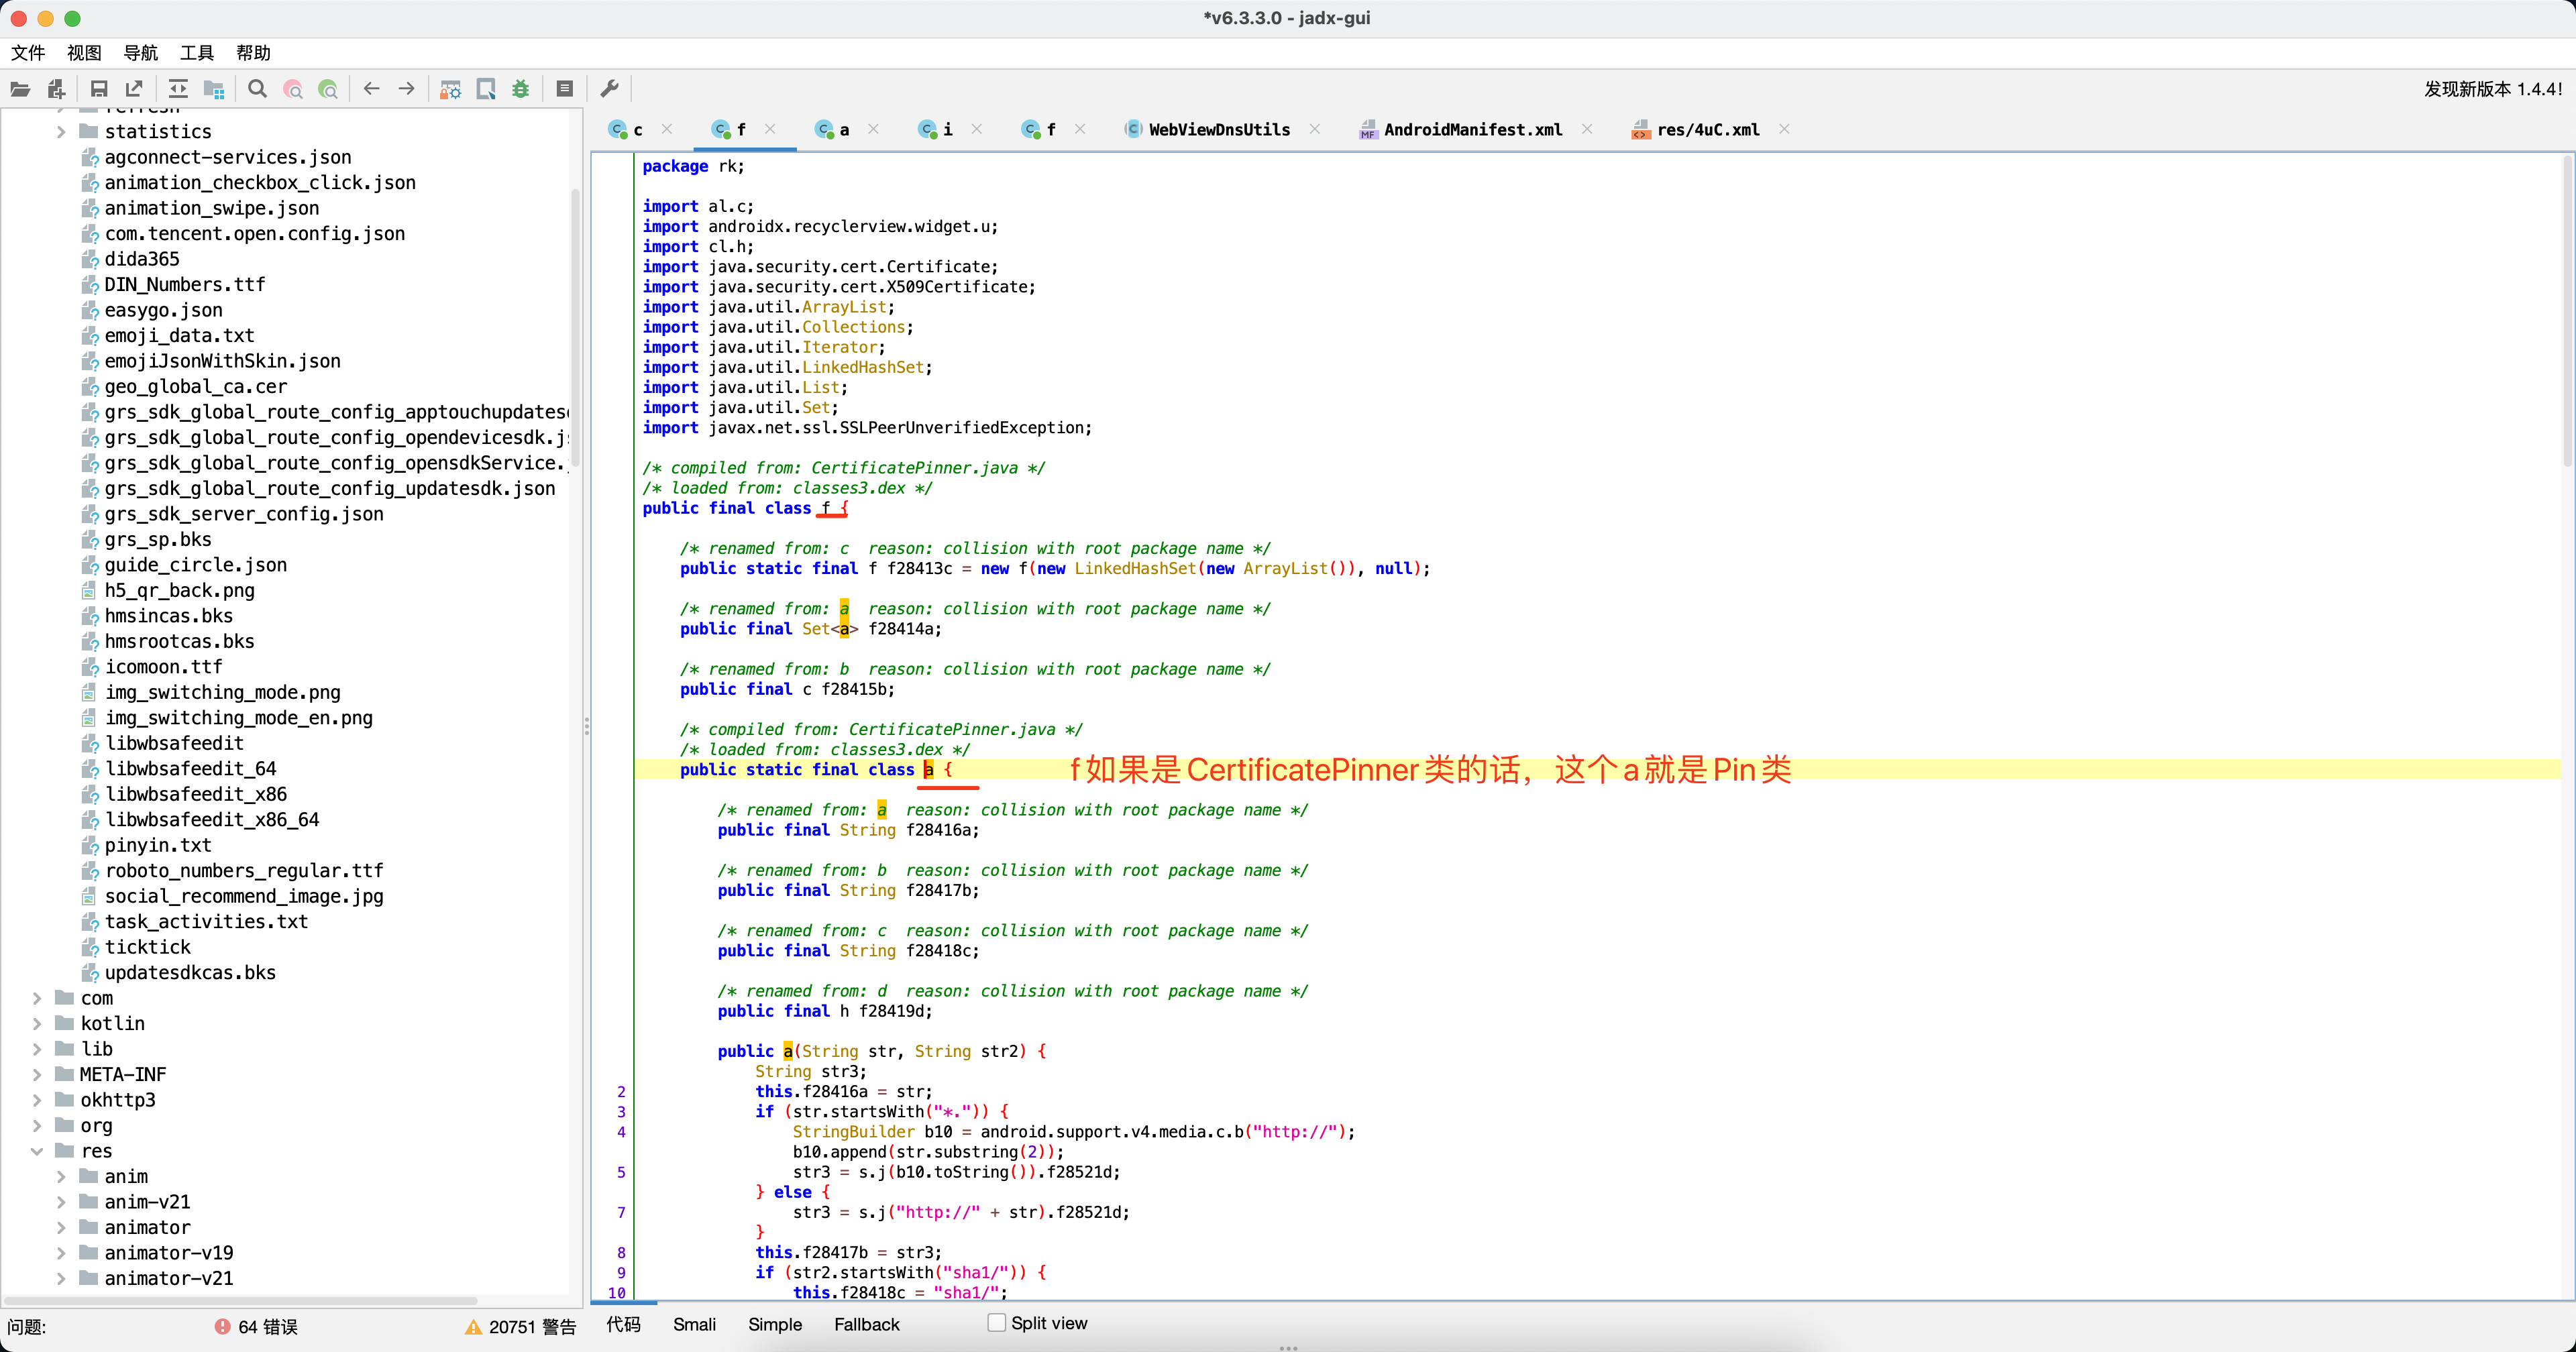 *v6.3.3.0 - jadx-gui
文件 视图 导航 工具 帮助
发现新版本 1.4.4!
statistics
agconnect-services.json
animation_checkbox_click.json
animation_swipe.json
com.tencent.open.config.json
dida365
DIN_Numbers.ttf
easygo.json
emoji_data.txt
emojiJsonWithSkin.json
geo_global_ca.cer
grs_sdk_global_route_config_apptouchupdates
grs_sdk_global_route_config_opendevicesdk.j
grs_sdk_global_route_config_opensdkService.
grs_sdk_global_route_config_updatesdk.json
grs_sdk_server_config.json
grs_sp.bks
guide_circle.json
h5_qr_back.png
hmsincas.bks
hmsrootcas.bks
icomoon.ttf
img_switching_mode.png
img_switching_mode_en.png
libwbsafeedit
libwbsafeedit_64
libwbsafeedit_x86
libwbsafeedit_x86_64
pinyin.txt
roboto_numbers_regular.ttf
social_recommend_image.jpg
task_activities.txt
ticktick
updatesdkcas.bks
com
kotlin
lib
META-INF
okhttp3
org
res
anim
anim-v21
animator
animator-v19
animator-v21
问题: 64 错误 20751 警告
c f a i f WebViewDnsUtils AndroidManifest.xml res/4uC.xml
package rk;
import al.c;
import androidx.recyclerview.widget.u;
import cl.h;
import java.security.cert.Certificate;
import java.security.cert.X509Certificate;
import java.util.ArrayList;
import java.util.Collections;
import java.util.Iterator;
import java.util.LinkedHashSet;
import java.util.List;
import java.util.Set;
import javax.net.ssl.SSLPeerUnverifiedException;
/* compiled from: CertificatePinner.java */
/* loaded from: classes3.dex */
public final class f {
/* renamed from: c  reason: collision with root package name */
public static final f f28413c = new f(new LinkedHashSet(new ArrayList()), null);
/* renamed from: a  reason: collision with root package name */
public final Set<a> f28414a;
/* renamed from: b  reason: collision with root package name */
public final c f28415b;
/* compiled from: CertificatePinner.java */
/* loaded from: classes3.dex */
public static final class a {
f如果是CertificatePinner类的话，这个a就是Pin类
/* renamed from: a  reason: collision with root package name */
public final String f28416a;
/* renamed from: b  reason: collision with root package name */
public final String f28417b;
/* renamed from: c  reason: collision with root package name */
public final String f28418c;
/* renamed from: d  reason: collision with root package name */
public final h f28419d;
public a(String str, String str2) {
String str3;
2 this.f28416a = str;
3 if (str.startsWith("*.")) {
4 StringBuilder b10 = android.support.v4.media.c.b("http://");
b10.append(str.substring(2));
5 str3 = s.j(b10.toString()).f28521d;
} else {
7 str3 = s.j("http://" + str).f28521d;
}
8 this.f28417b = str3;
9 if (str2.startsWith("sha1/")) {
10 this.f28418c = "sha1/";
代码 Smali Simple Fallback Split view